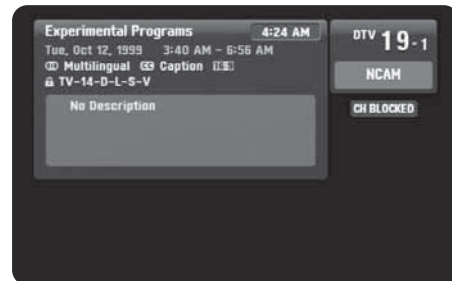 Experimental Programs 4:24 AM
Tue, Oct 12, 1999 3:40 AM - 6:56 AM
Multilingual CC Caption
TV-14-D-L-S-V
No Description
DTV 19-1
NCAM
CH BLOCKED